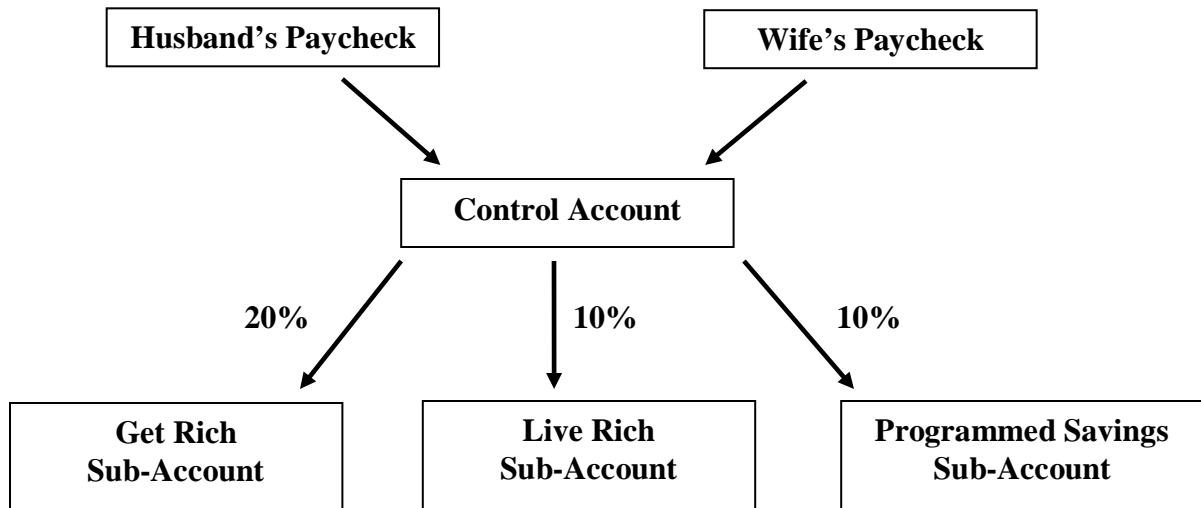 Husband’s Paycheck
Wife’s Paycheck
Control Account
20%
10%
10%
Get Rich
Sub-Account
Live Rich
Sub-Account
Programmed Savings
Sub-Account